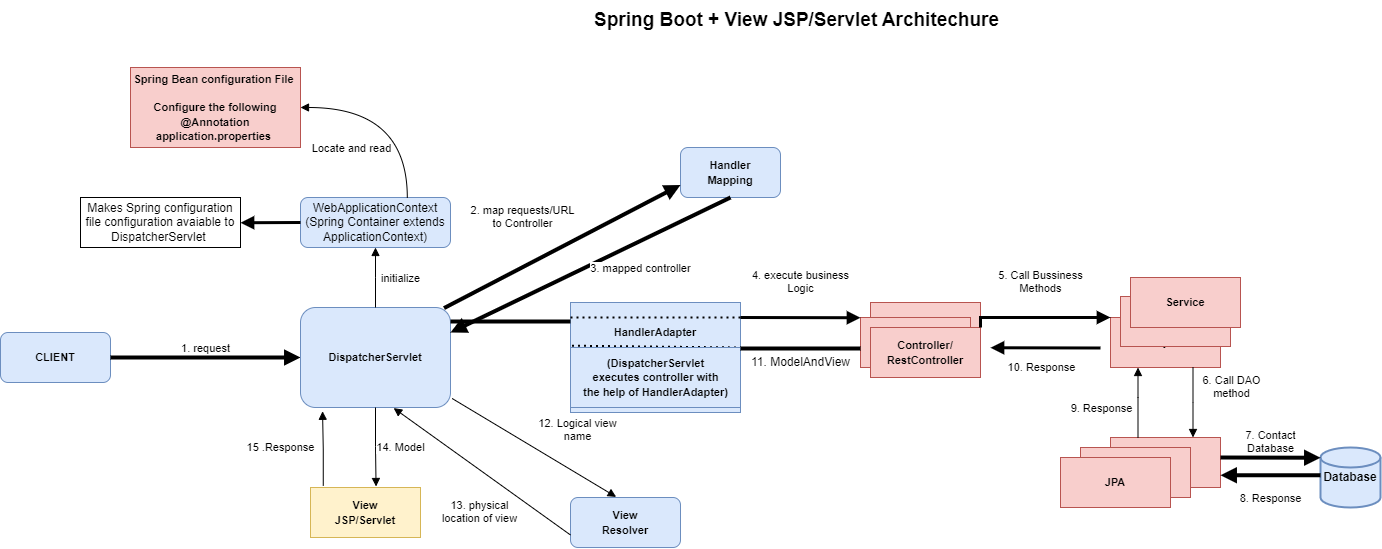 Spring Boot + View JSP/Servlet Architechure
Spring Bean configuration File
Configure the following
@Annotation
application.properties
Locate and read
Handler
Mapping
Makes Spring configuration
file configuration avaiable to
DispatcherServlet
WebApplicationContext
(Spring Container extends
ApplicationContext)
2. map requests/URL
to Controller
initialize
3. mapped controller
4. execute business
Logic
5. Call Bussiness
Methods
Service
CLIENT
1. request
DispatcherServlet
HandlerAdapter
(DispatcherServlet
executes controller with
the help of HandlerAdapter)
11. ModelAndView
Controller/
RestController
10. Response
6. Call DAO
method
9. Response
12. Logical view
name
15 .Response
14. Model
7. Contact
Database
Database
8. Response
JPA
View
JSP/Servlet
13. physical
location of view
View
Resolver